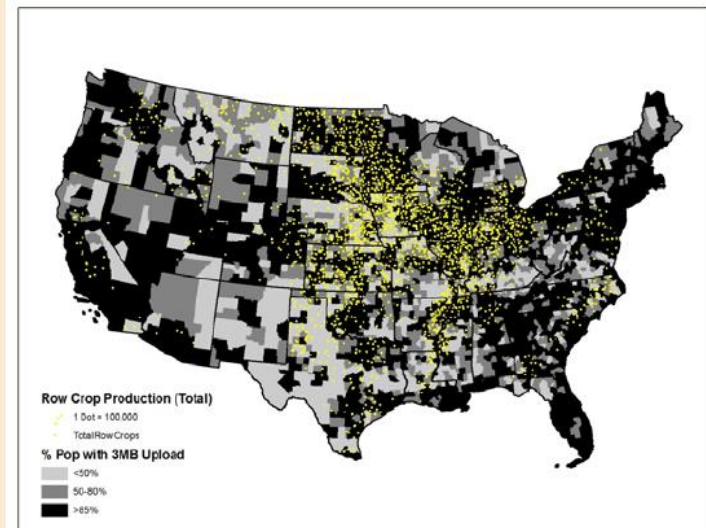 Row Crop Production (Total)
1 Dot = 100,000
TotalRowCrops
% Pop with 3MB Upload
<50%
50-80%
>85%